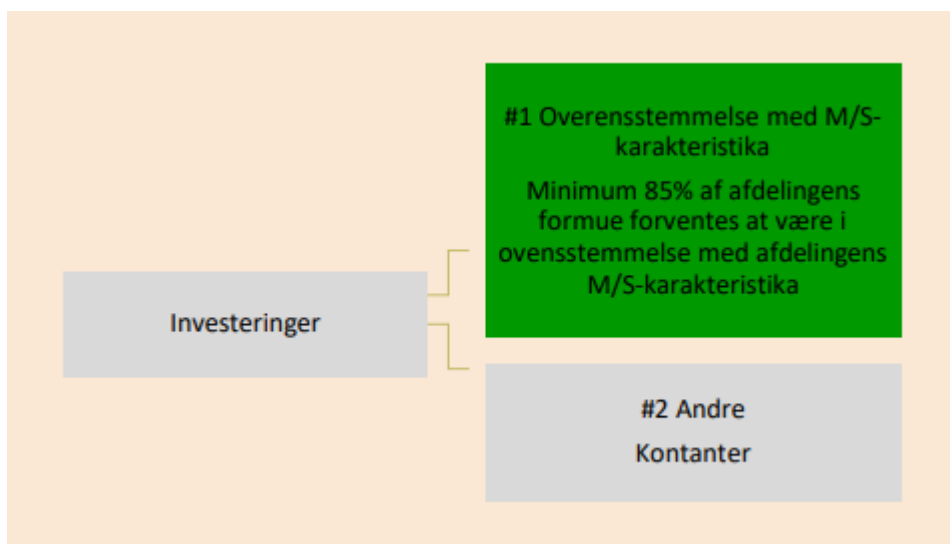 #1 Overensstemmelse med M/S-
karakteristika
Minimum 85% af afdelingens
formue forventes at være i
ovensstemmelse med afdelingens
M/S-karakteristika
Investeringer
#2 Andre
Kontanter